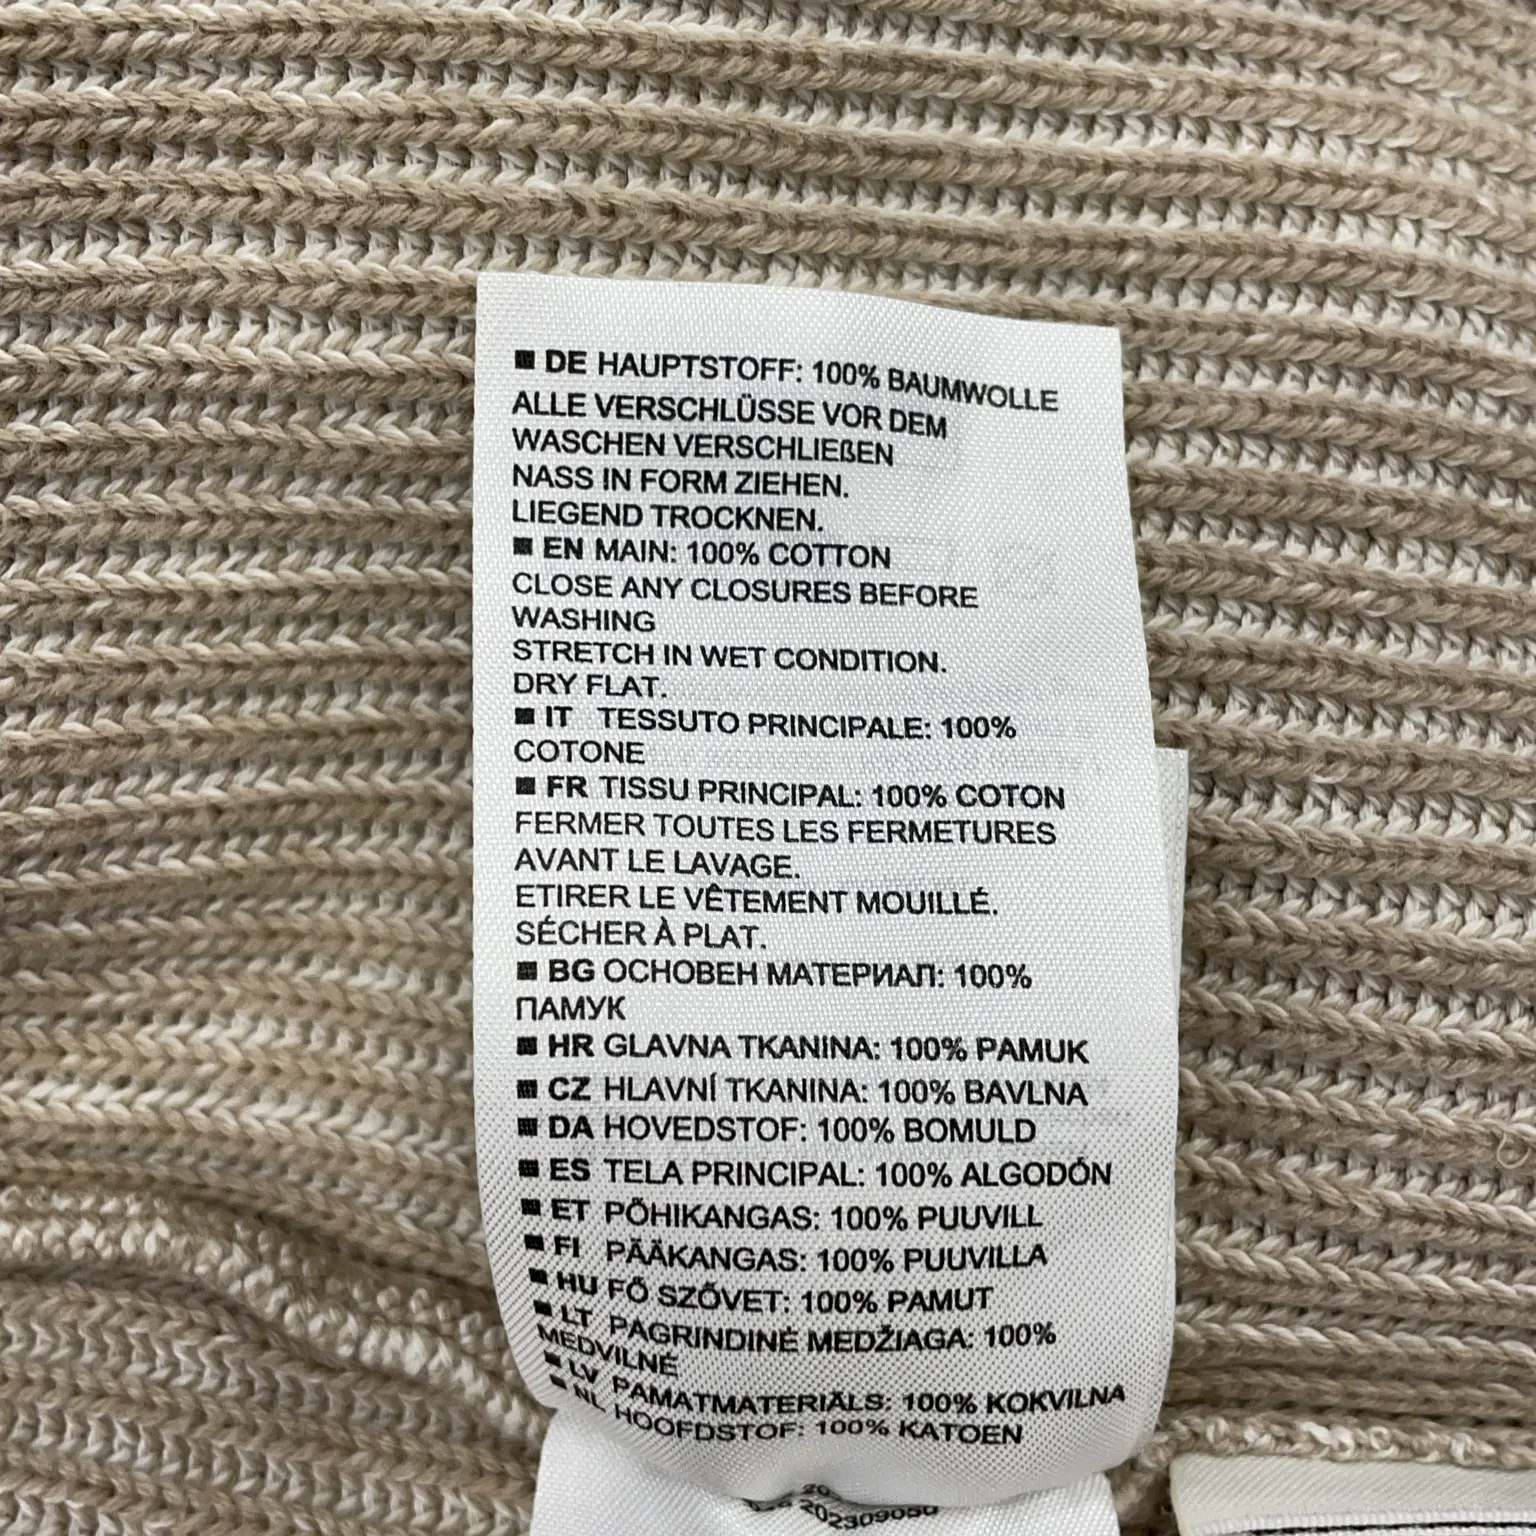 ■ DE HAUPTSTOFF: 100% BAUMWOLLE
ALLE VERSCHLÜSSE VOR DEM
WASCHEN VERSCHLIEßEN
NASS IN FORM ZIEHEN.
LIEGEND TROCKNEN.
■ EN MAIN: 100% COTTON
CLOSE ANY CLOSURES BEFORE
WASHING
STRETCH IN WET CONDITION.
DRY FLAT.
■ IT TESSUTO PRINCIPALE: 100%
COTONE
■ FR TISSU PRINCIPAL: 100% COTON
FERMER TOUTES LES FERMETURES
AVANT LE LAVAGE.
ETIRER LE VÊTEMENT MOUILLÉ.
SÉCHER À PLAT.
■ BG ОСНОВЕН МАТЕРИАЛ: 100%
ПАМУК
■ HR GLAVNA TKANINA: 100% PAMUK
■ CZ HLAVNÍ TKANINA: 100% BAVLNA
■ DA HOVEDSTOF: 100% BOMULD
■ ES TELA PRINCIPAL: 100% ALGODÓN
■ ET PÕHIKANGAS: 100% PUUVILL
■ FI PÄÄKANGAS: 100% PUUVILLA
■ HU FŐ SZŐVET: 100% PAMUT
■ LT PAGRINDINĖ MEDŽIAGA: 100%
MEDVILNĖ
■ LV PAMATMATERIĀLS: 100% KOKVILNA
■ NL HOOFDSTOF: 100% KATOEN